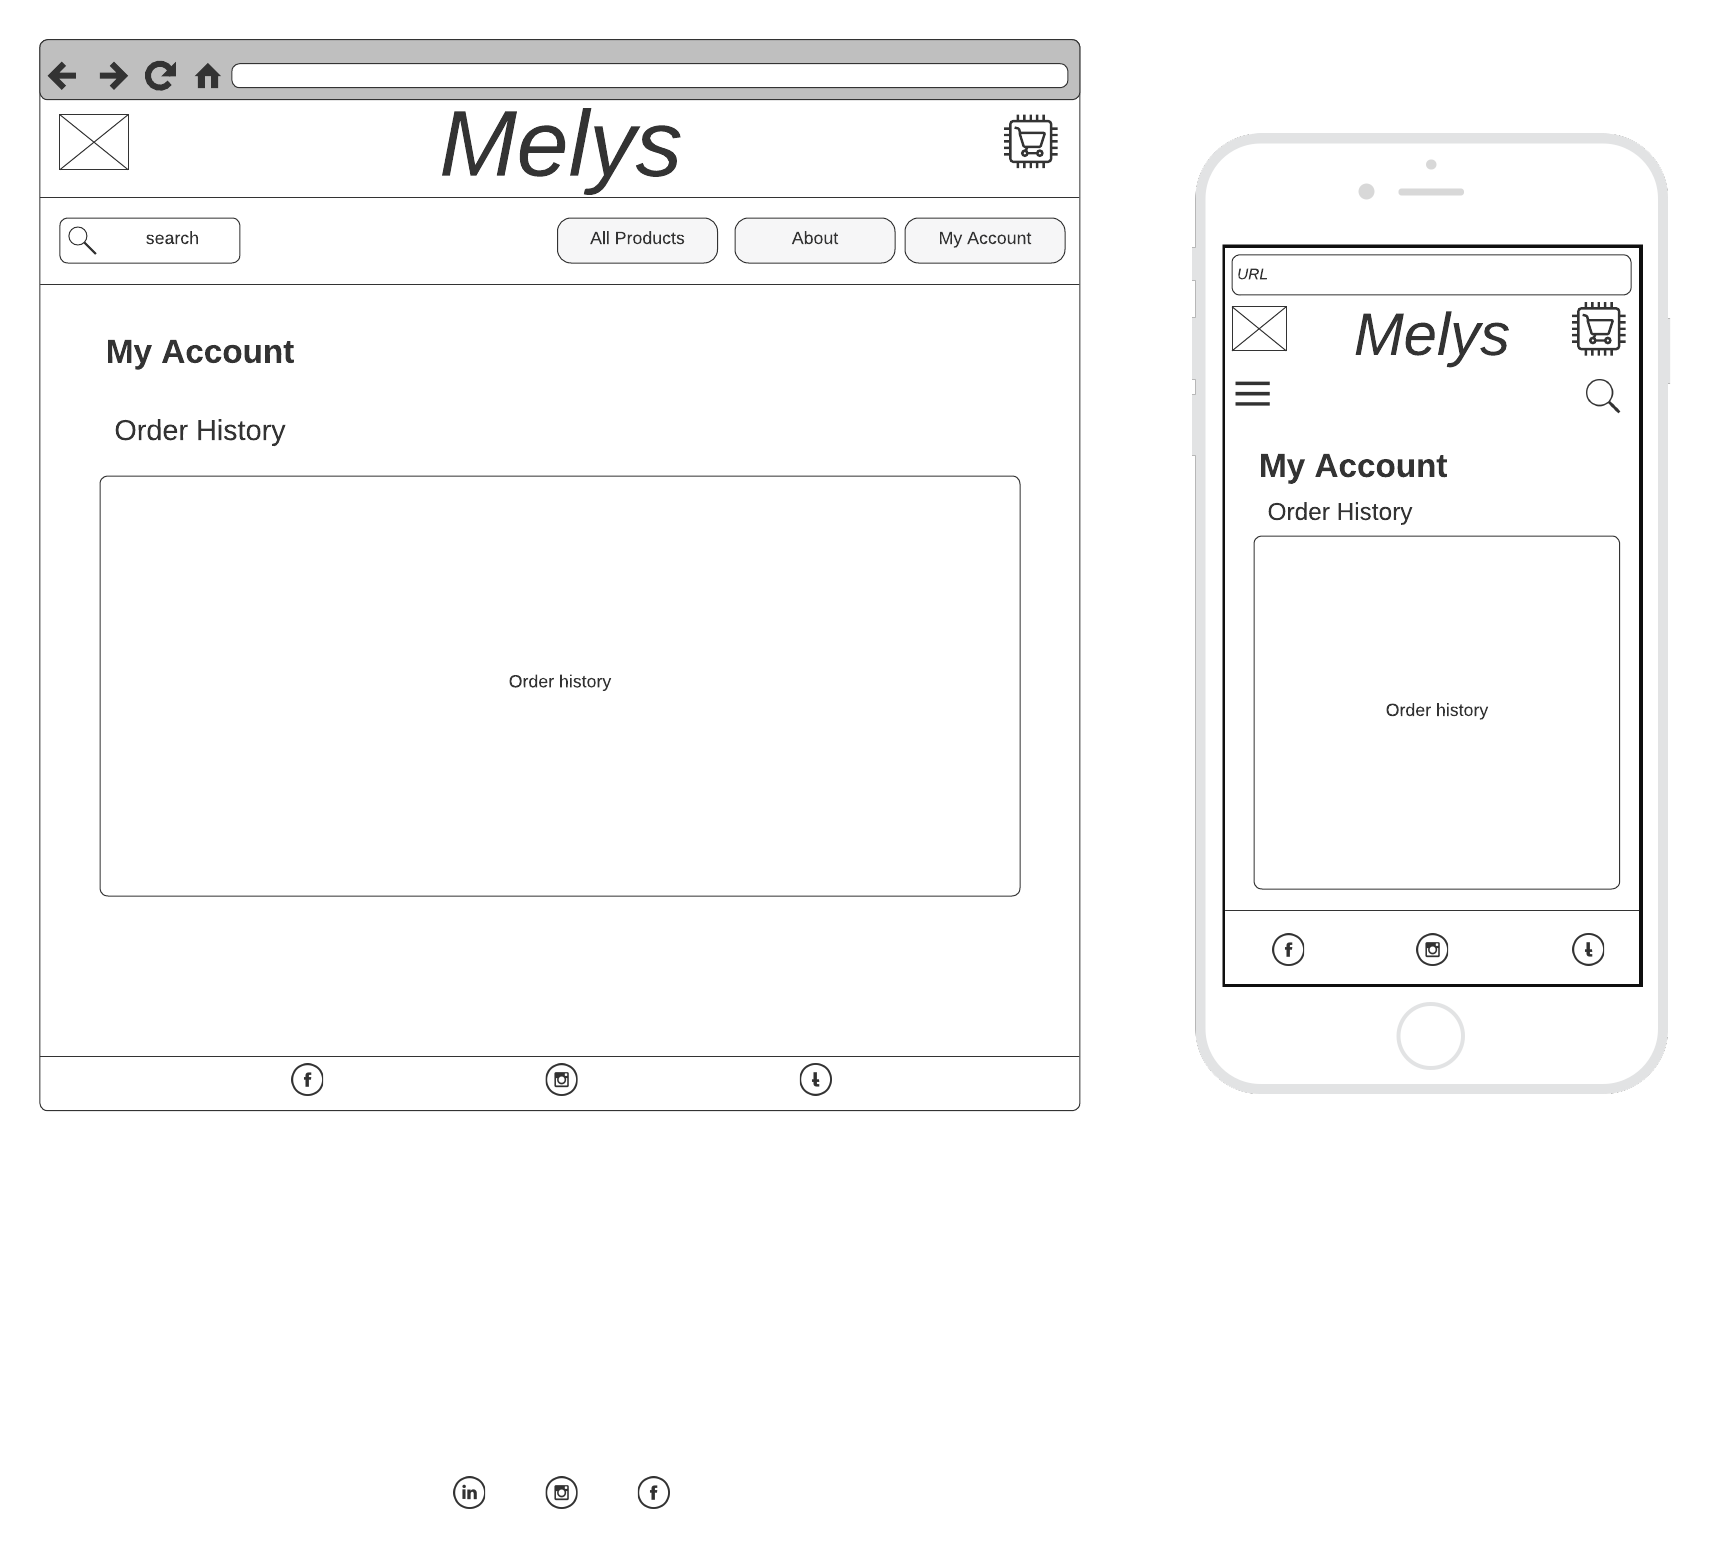 Melys
search
All Products
About
My Account
My Account
Order History
Order history
URL
Melys
My Account
Order History
Order history
in